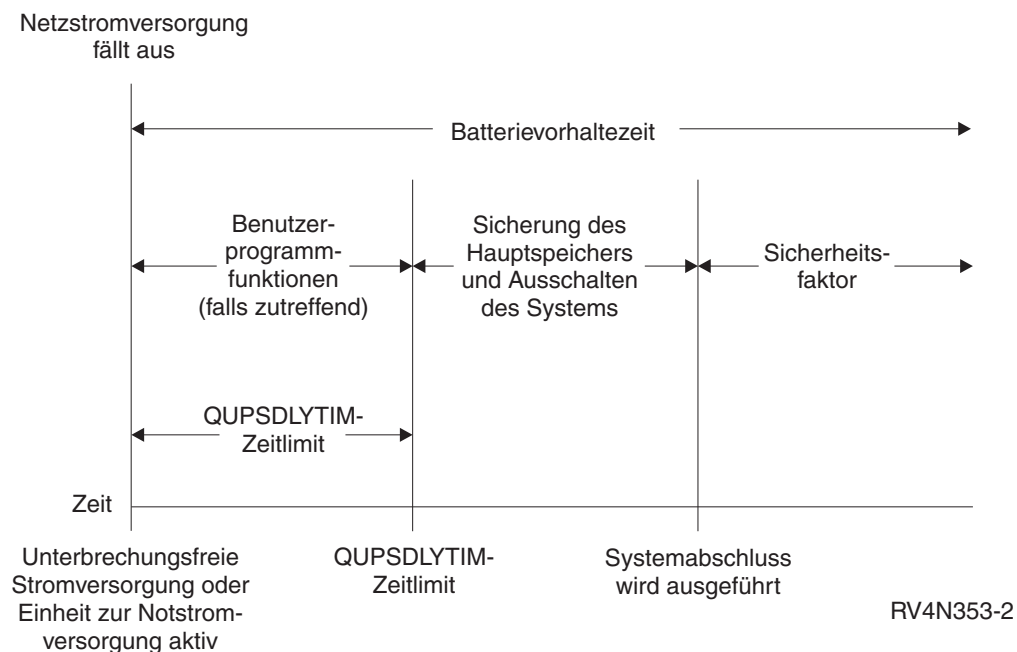 Netzstromversorgung
fällt aus
Batterievorhaltezeit
Benutzer-
programm-
funktionen
(falls zutreffend)
Sicherung des
Hauptspeichers
und Ausschalten
des Systems
Sicherheits-
faktor
QUPSDLYTIM-
Zeitlimit
Zeit
Unterbrechungsfreie
Stromversorgung oder
Einheit zur Notstrom-
versorgung aktiv
QUPSDLYTIM-
Zeitlimit
Systemabschluss
wird ausgeführt
RV4N353-2